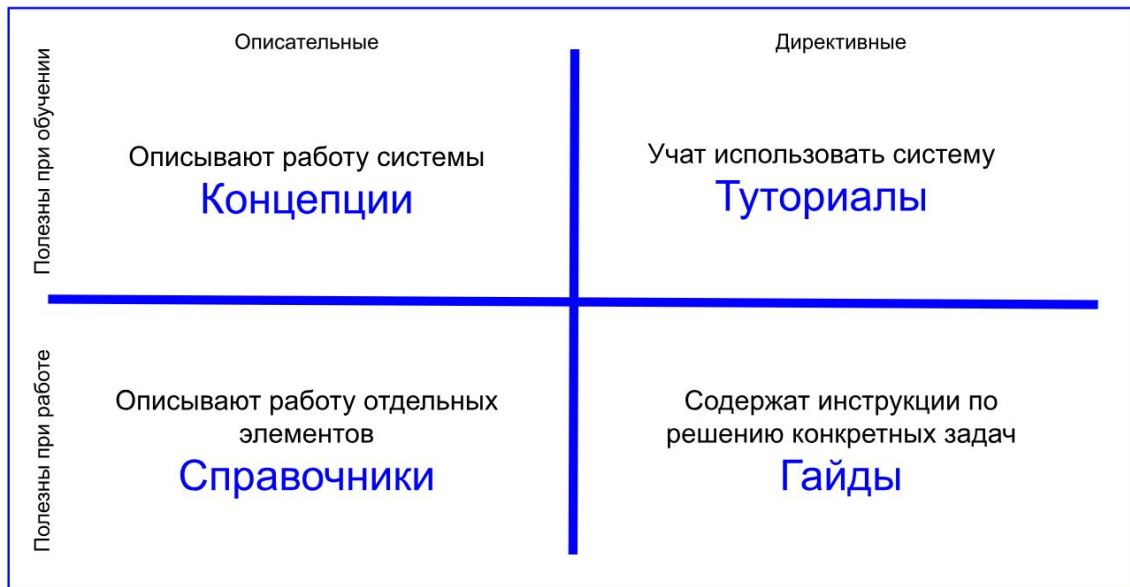 Описательные
Директивные
Полезны при обучении
Описывают работу системы
Концепции
Учат использовать систему
Туториалы
Полезны при работе
Описывают работу отдельных
элементов
Справочники
Содержат инструкции по
решению конкретных задач
Гайды